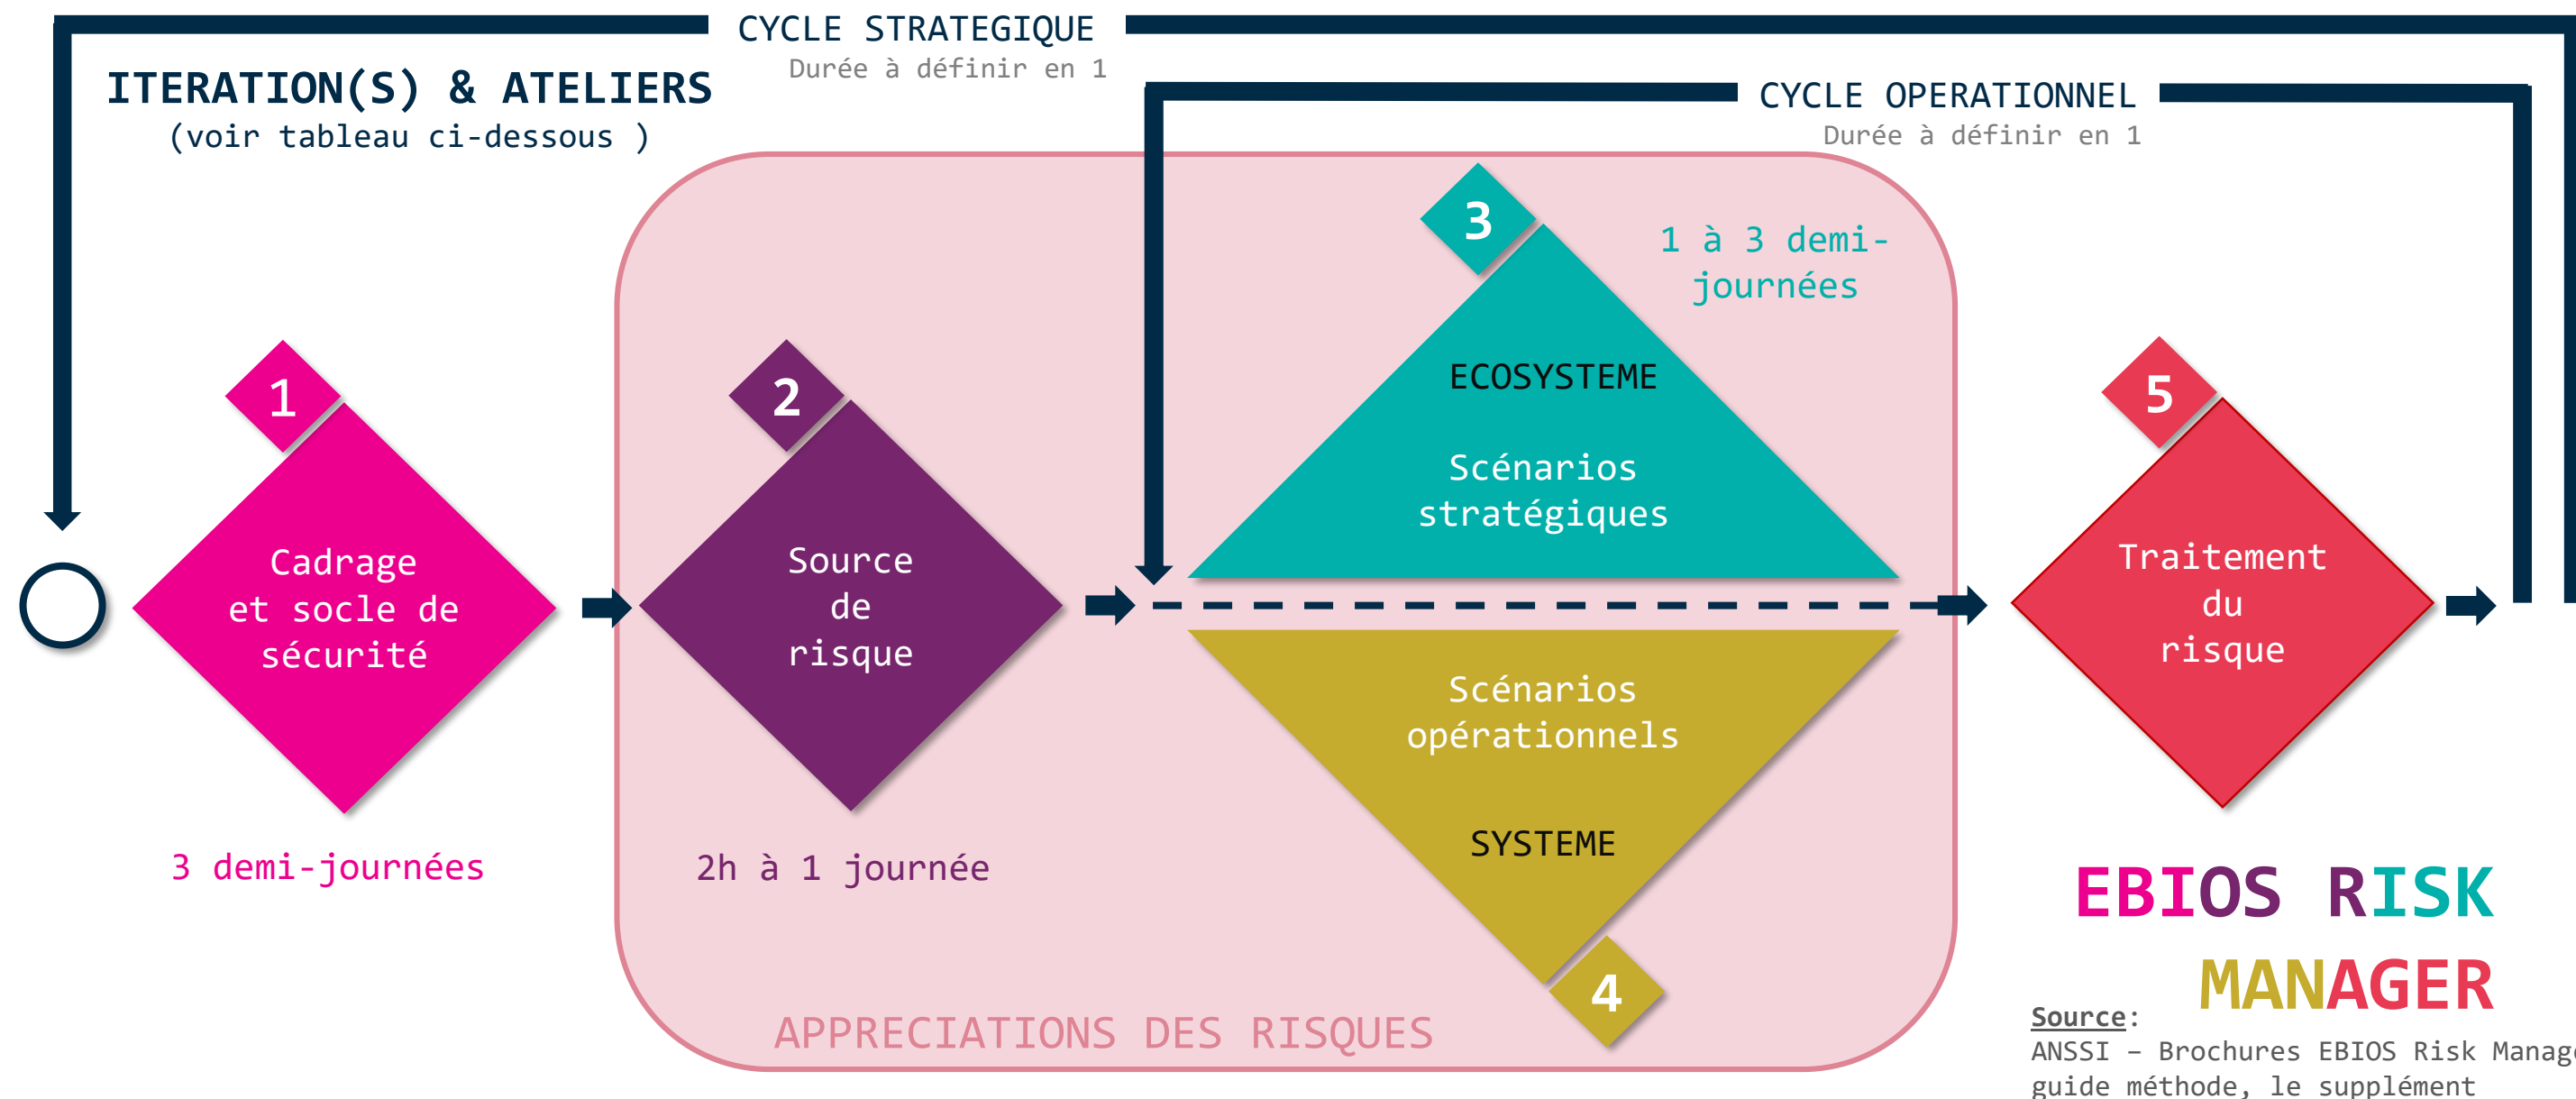 CYCLE STRATEGIQUE
Durée à définir en 1
ITERATION(S) & ATELIERS
(voir tableau ci-dessous )
CYCLE OPERATIONNEL
Durée à définir en 1
1
Cadrage
et socle de
sécurité
3 demi-journées
2
Source
de
risque
2h à 1 journée
3
1 à 3 demi-
journées
ECOSYSTEME
Scénarios
stratégiques
Scénarios
opérationnels
SYSTEME
4
APPRECIATIONS DES RISQUES
5
Traitement
du
risque
EBIOS RISK
MANAGER
Source:
ANSSI – Brochures EBIOS Risk Manag
guide méthode, le supplément